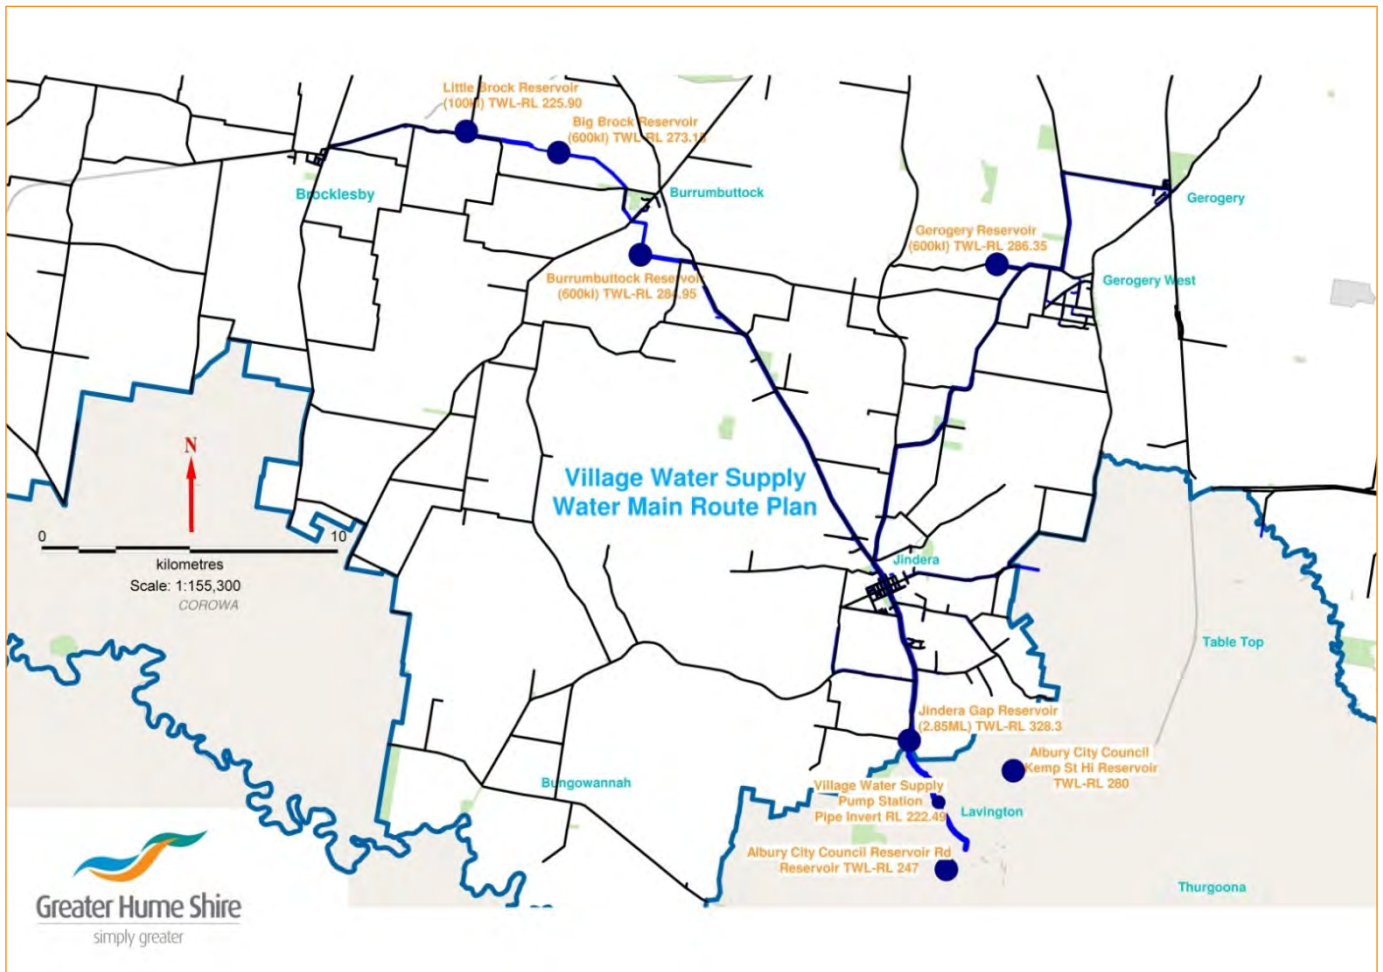 Little Brock Reservoir
(100kl) TWL-RL 225.90
Big Brock Reservoir
(600kl) TWL-RL 273.15
Brocklesby
Burrumbuttock
Gerogery
Gerogery Reservoir
(600kl) TWL-RL 286.35
Burrumbuttock Reservoir
(600kl) TWL-RL
Gerogery West
N
Village Water Supply
Water Main Route Plan
0
10
kilometres
Scale: 1:155,300
COROWA
Jindera
Table Top
Jindera Gap Reservoir
(2.85ML) TWL-RL 328.3
Albury City Council
Kemp St Hi Reservoir
TWL-RL 280
Bungowannah
Village Water Supply
Pump Station
Pipe Invert RL 222.49
Lavington
Albury City Council Reservoir Rd
Reservoir TWL-RL 247
Thurgoona
Greater Hume Shire
simply greater